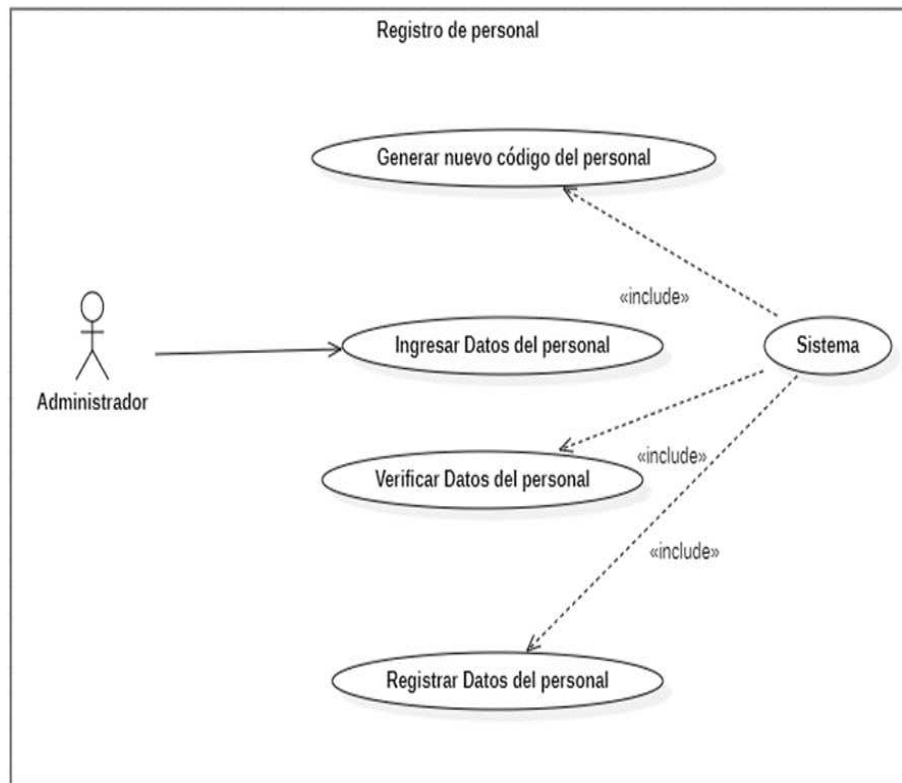 Registro de personal
Generar nuevo código del personal
«include»
Ingresar Datos del personal
Sistema
Administrador
«include»
Verificar Datos del personal
«include»
Registrar Datos del personal